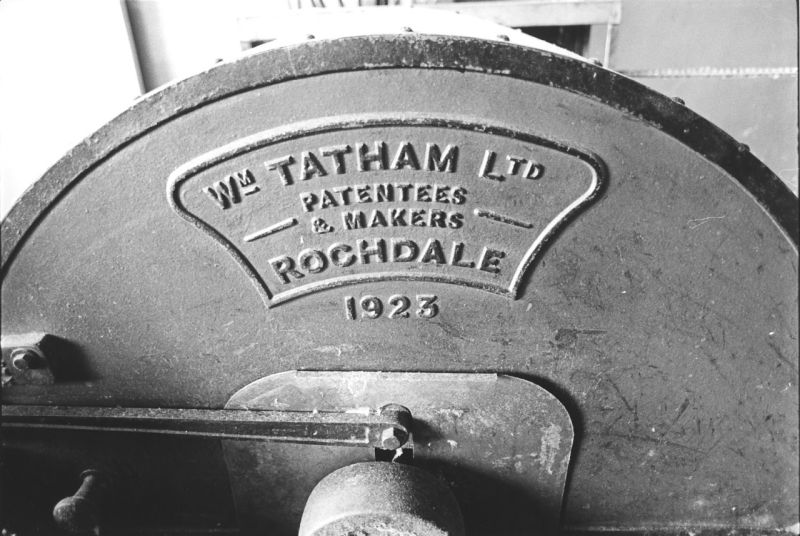 Wᴹ TATHAM Lᵀᴰ
PATENTEES
& MAKERS
ROCHDALE
1923